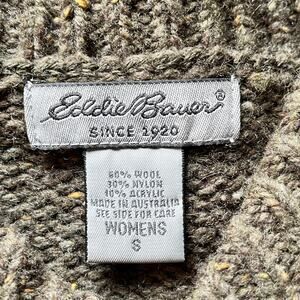 Eddie Bauer®
SINCE 1920
60% WOOL
30% NYLON
10% ACRYLIC
MADE IN AUSTRALIA
SEE SIDE FOR CARE
WOMENS
S